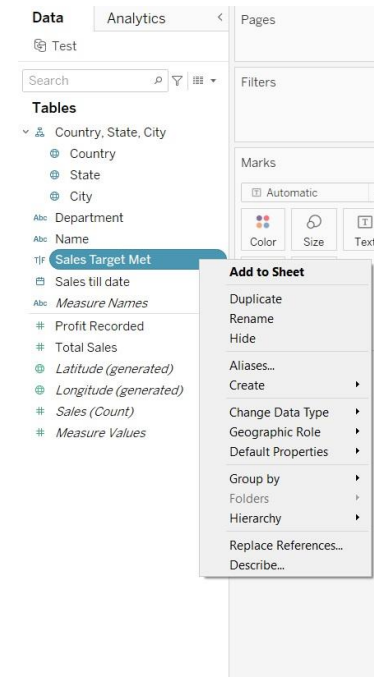 Data
Analytics
Test
Search
Tables
Country, State, City
Country
State
City
Abc Department
Abc Name
T|F Sales Target Met
Sales till date
Abc Measure Names
# Profit Recorded
# Total Sales
Latitude (generated)
Longitude (generated)
# Sales (Count)
# Measure Values
Pages
Filters
Marks
T Automatic
Color Size Text
Add to Sheet
Duplicate
Rename
Hide
Aliases...
Create
Change Data Type
Geographic Role
Default Properties
Group by
Folders
Hierarchy
Replace References...
Describe...